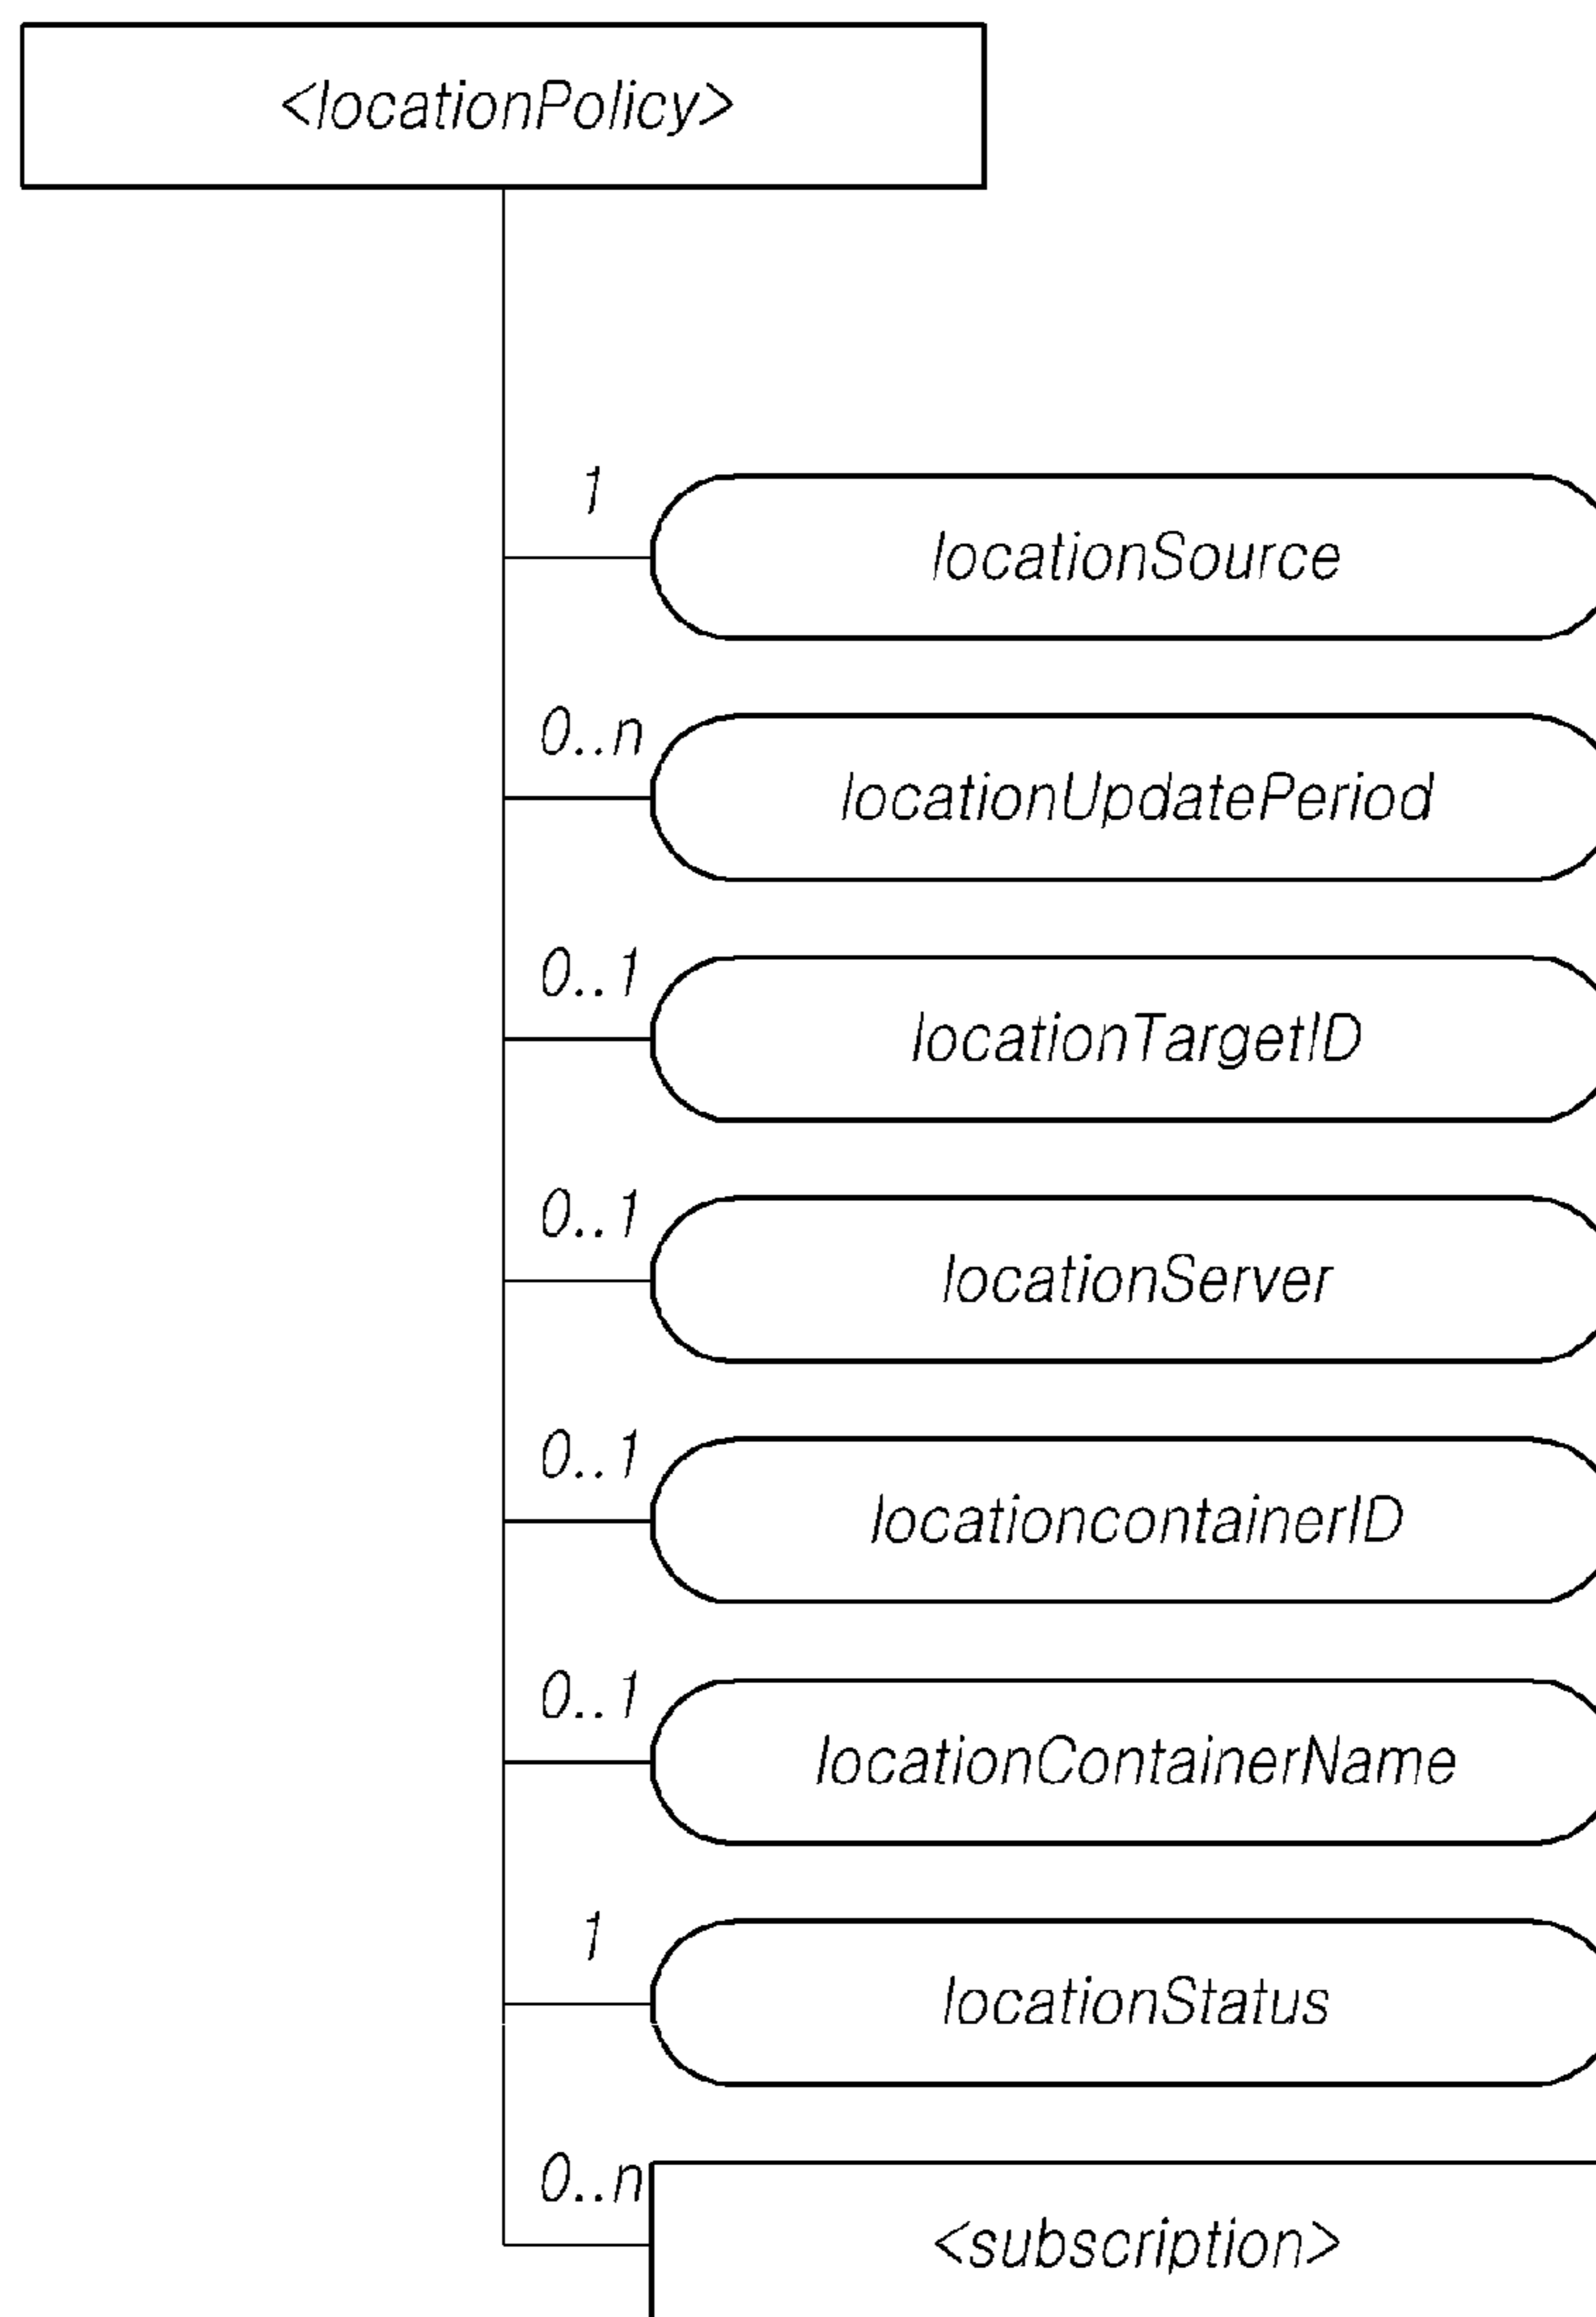 <locationPolicy>
1
locationSource
0..n
locationUpdatePeriod
0..1
locationTargetID
0..1
locationServer
0..1
locationcontainerID
0..1
locationContainerName
1
locationStatus
0..n
<subscription>